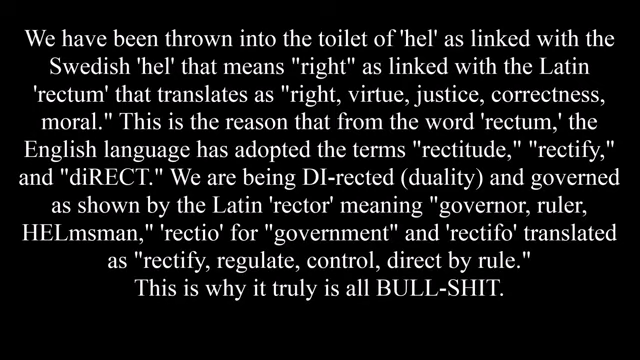 We have been thrown into the toilet of 'hel' as linked with the
Swedish 'hel' that means "right" as linked with the Latin
'rectum' that translates as "right, virtue, justice, correctness,
moral." This is the reason that from the word 'rectum,' the
English language has adopted the terms "rectitude," "rectify,"
and "diRECT." We are being DI-rected (duality) and governed
as shown by the Latin 'rector' meaning "governor, ruler,
HELmsman," 'rectio' for "government" and 'rectifo' translated
as "rectify, regulate, control, direct by rule."
This is why it truly is all BULL-SHIT.